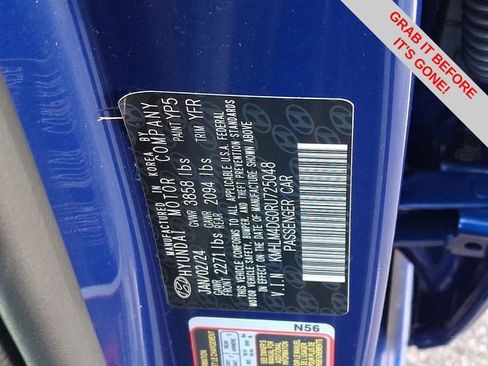 GRAB IT BEFORE
IT'S GONE!
MANUFACTURED IN KOREA BY
HYUNDAI MOTOR COMPANY
JAN/02/24 GVWR 3858 lbs PAINT YP5
GAWR FRONT 2271 lbs GAWR REAR 2094 lbs TRIM YFR
THIS VEHICLE CONFORMS TO ALL APPLICABLE U.S.A. FEDERAL
MOTOR VEHICLE SAFETY, BUMPER, AND THEFT PREVENTION STANDARDS
IN EFFECT ON THE DATE OF MANUFACTURE SHOWN ABOVE
V.I.N KMHLM4DG0RU725048
PASSENGER CAR
N56